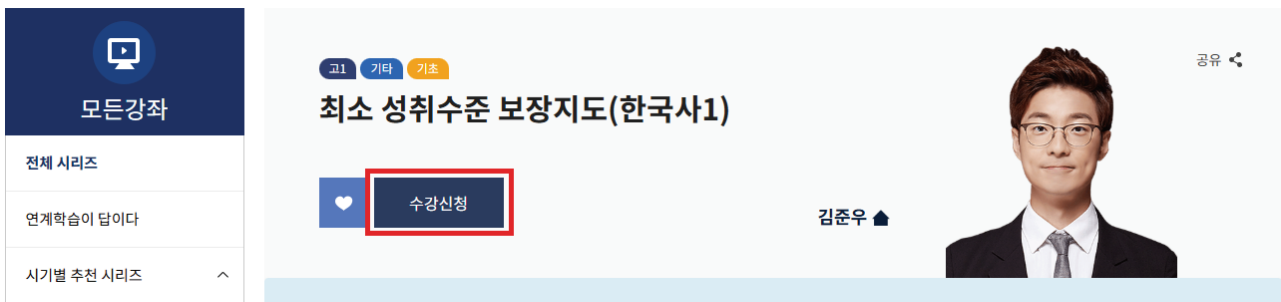 모든강좌
전체 시리즈
연계학습이 답이다
시기별 추천 시리즈
고1 기타 기초
최소 성취수준 보장지도(한국사1)
수강신청
김준우
공유